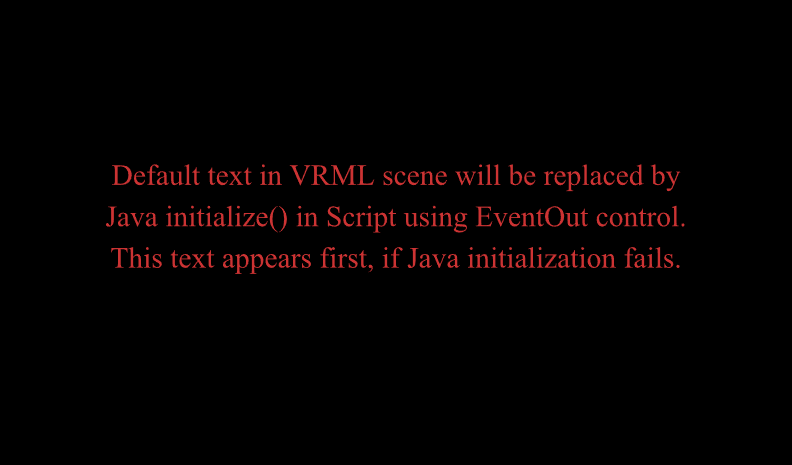 Default text in VRML scene will be replaced by
Java initialize() in Script using EventOut control.
This text appears first, if Java initialization fails.